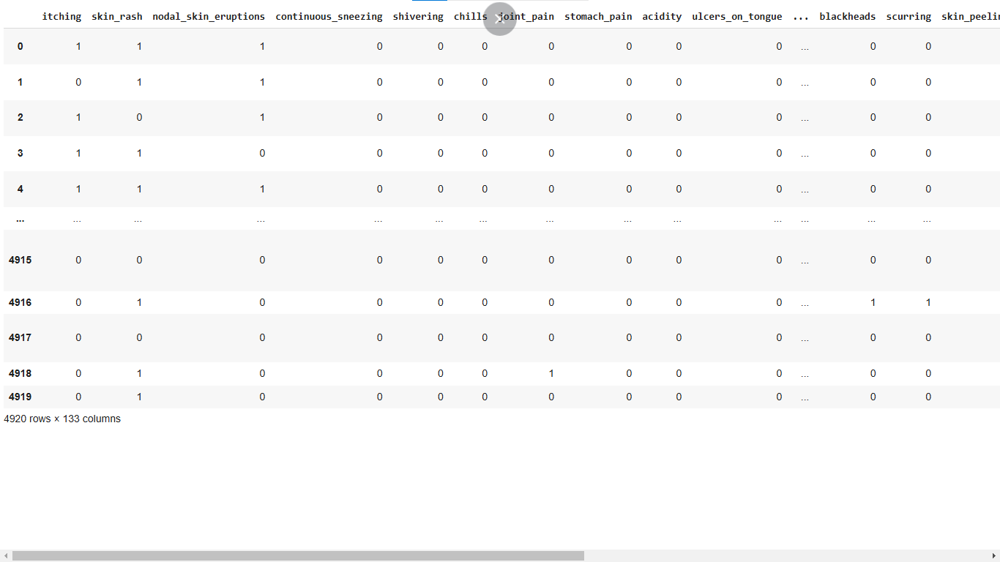 itching skin_rash nodal_skin_eruptions continuous_sneezing shivering chills joint_pain stomach_pain acidity ulcers_on_tongue ... blackheads scurring
0 1 1 1 0 0 0 0 0 0 0 ... 0 0
1 0 1 1 0 0 0 0 0 0 0 ... 0 0
2 1 0 1 0 0 0 0 0 0 0 ... 0 0
3 1 1 0 0 0 0 0 0 0 0 ... 0 0
4 1 1 1 0 0 0 0 0 0 0 ... 0 0
... ... ... ... ... ... ... ... ... ... ... ... ... ...
4915 0 0 0 0 0 0 0 0 0 0 ... 0 0
4916 0 1 0 0 0 0 0 0 0 0 ... 1 1
4917 0 0 0 0 0 0 0 0 0 0 ... 0 0
4918 0 1 0 0 0 0 1 0 0 0 ... 0 0
4919 0 1 0 0 0 0 0 0 0 0 ... 0 0
4920 rows × 133 columns